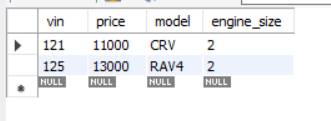 vin price model engine_size
121 11000 CRV 2
125 13000 RAV4 2
NULL NULL NULL NULL